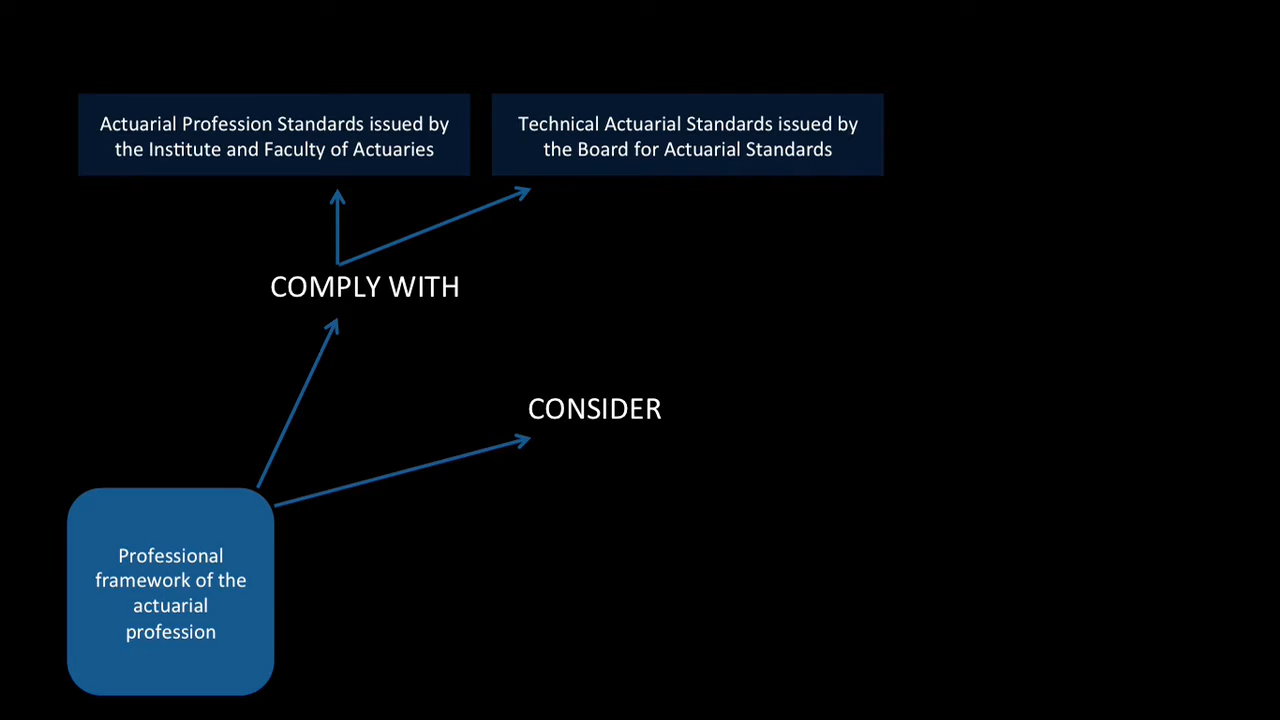 Actuarial Profession Standards issued by
the Institute and Faculty of Actuaries
Technical Actuarial Standards issued by
the Board for Actuarial Standards
COMPLY WITH
CONSIDER
Professional
framework of the
actuarial
profession